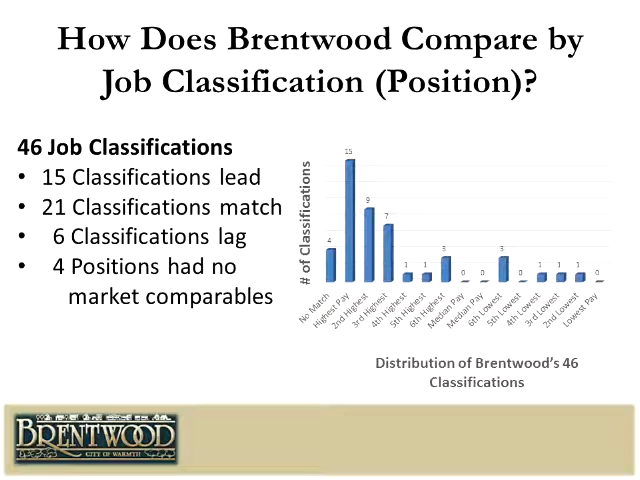 How Does Brentwood Compare by
Job Classification (Position)?
46 Job Classifications
• 15 Classifications lead
• 21 Classifications match
• 6 Classifications lag
• 4 Positions had no
market comparables
# of Classifications
4
15
9
7
1
1
3
0
0
3
0
1
1
1
0
No Match
Highest Pay
2nd Highest
3rd Highest
4th Highest
5th Highest
6th Highest
Median Pay
Median Pay
6th Lowest
5th Lowest
4th Lowest
3rd Lowest
2nd Lowest
Lowest Pay
Distribution of Brentwood's 46
Classifications
BRENTWOOD
CITY OF WARMTH